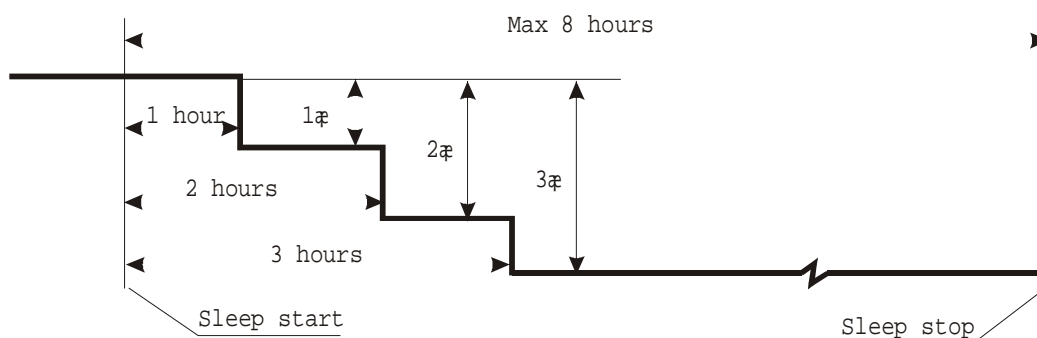 Max 8 hours
1 hour
1æ
2æ
3æ
2 hours
3 hours
Sleep start
Sleep stop